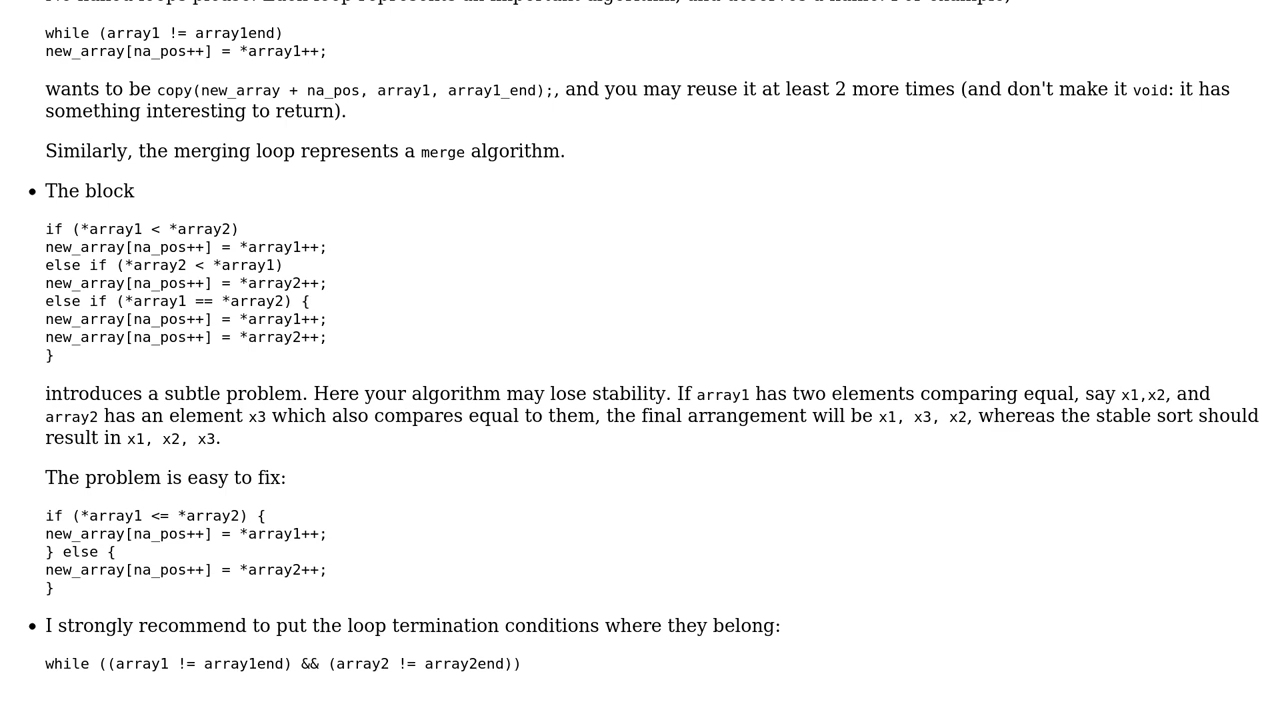 while (array1 != array1end)
new_array[na_pos++] = *array1++;
wants to be copy(new_array + na_pos, array1, array1_end);, and you may reuse it at least 2 more times (and don't make it void: it has
something interesting to return).
Similarly, the merging loop represents a merge algorithm.
• The block
if (*array1 < *array2)
new_array[na_pos++] = *array1++;
else if (*array2 < *array1)
new_array[na_pos++] = *array2++;
else if (*array1 == *array2) {
new_array[na_pos++] = *array1++;
new_array[na_pos++] = *array2++;
}
introduces a subtle problem. Here your algorithm may lose stability. If array1 has two elements comparing equal, say x1,x2, and
array2 has an element x3 which also compares equal to them, the final arrangement will be x1, x3, x2, whereas the stable sort should
result in x1, x2, x3.
The problem is easy to fix:
if (*array1 <= *array2) {
new_array[na_pos++] = *array1++;
} else {
new_array[na_pos++] = *array2++;
}
• I strongly recommend to put the loop termination conditions where they belong:
while ((array1 != array1end) && (array2 != array2end))